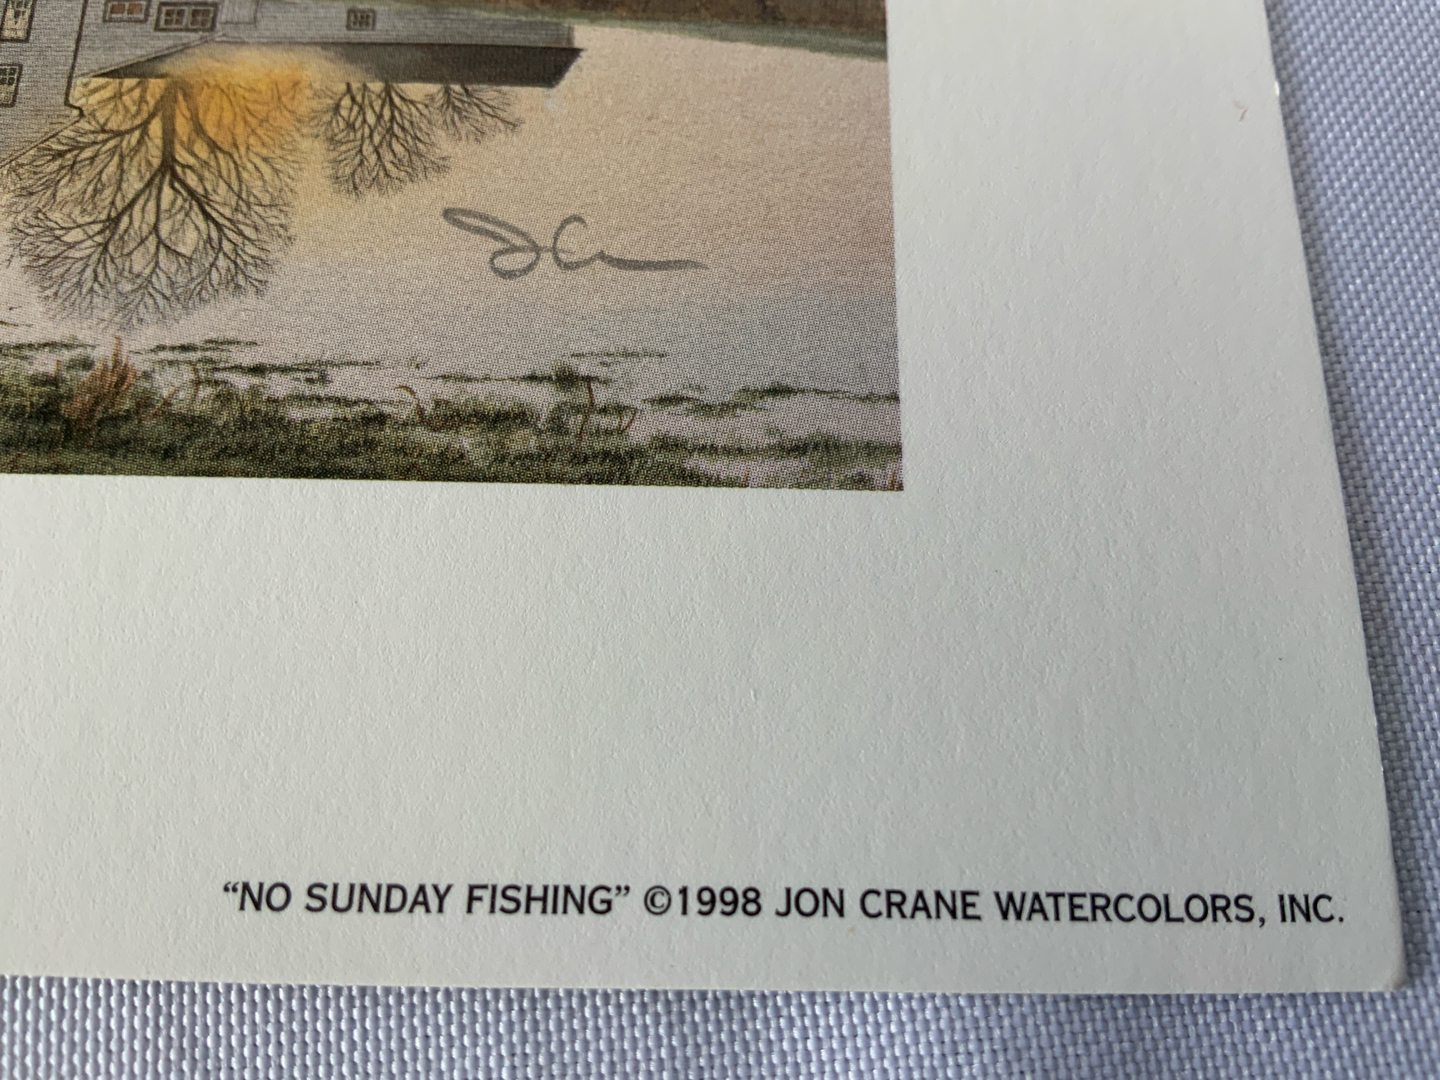 “NO SUNDAY FISHING” ©1998 JON CRANE WATERCOLORS, INC.